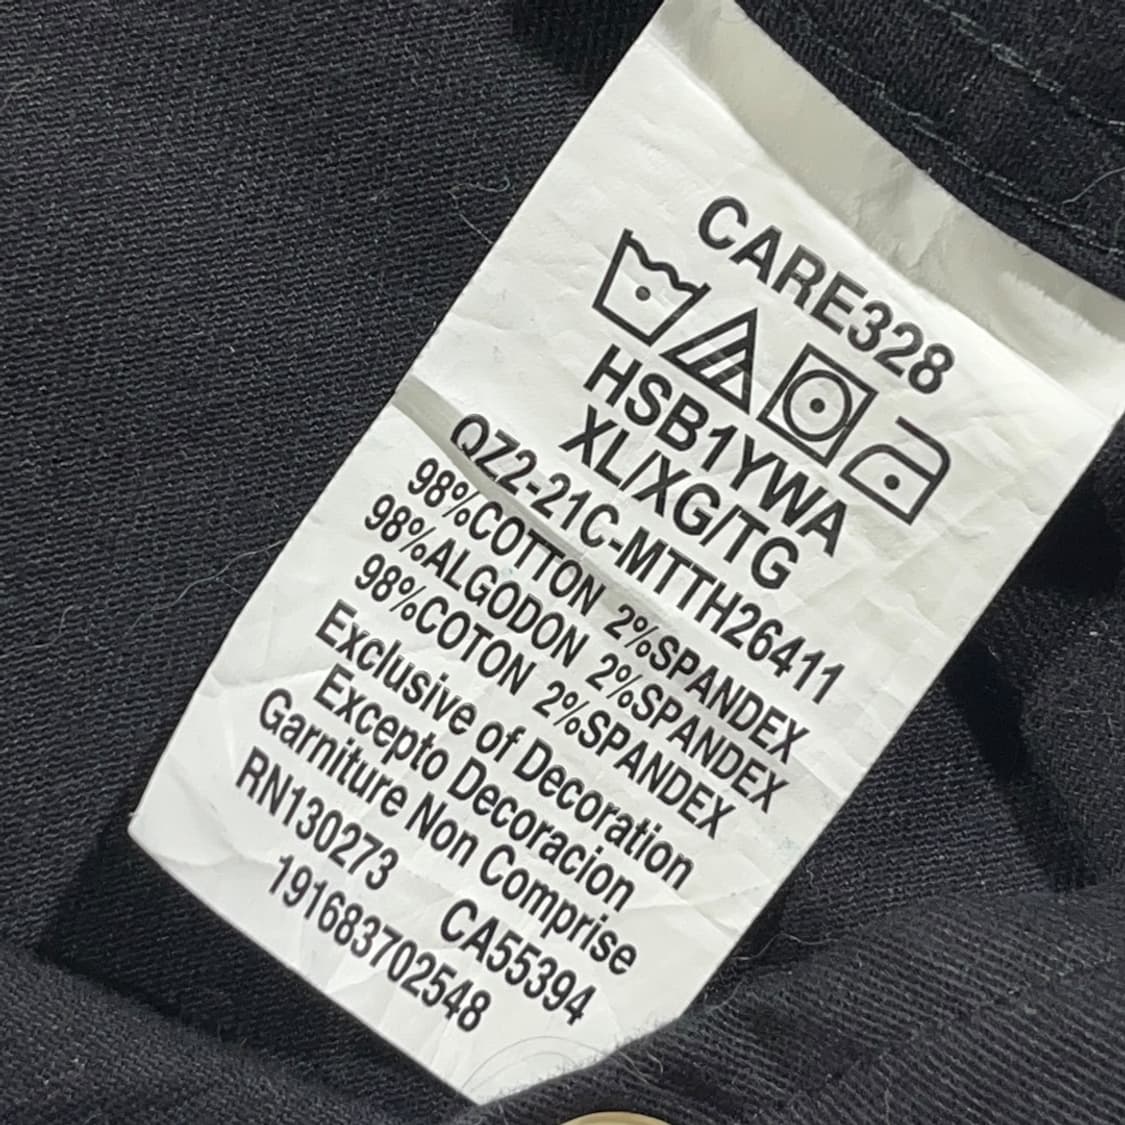 CARE328
HSB1YWA
XL/XG/TG
QZ2-21C-MTTH26411
98%COTTON 2%SPANDEX
98%ALGODON 2%SPANDEX
98%COTON 2%SPANDEX
Exclusive of Decoration
Excepto Decoracion
Garniture Non Comprise
RN130273 CA55394
191683702548